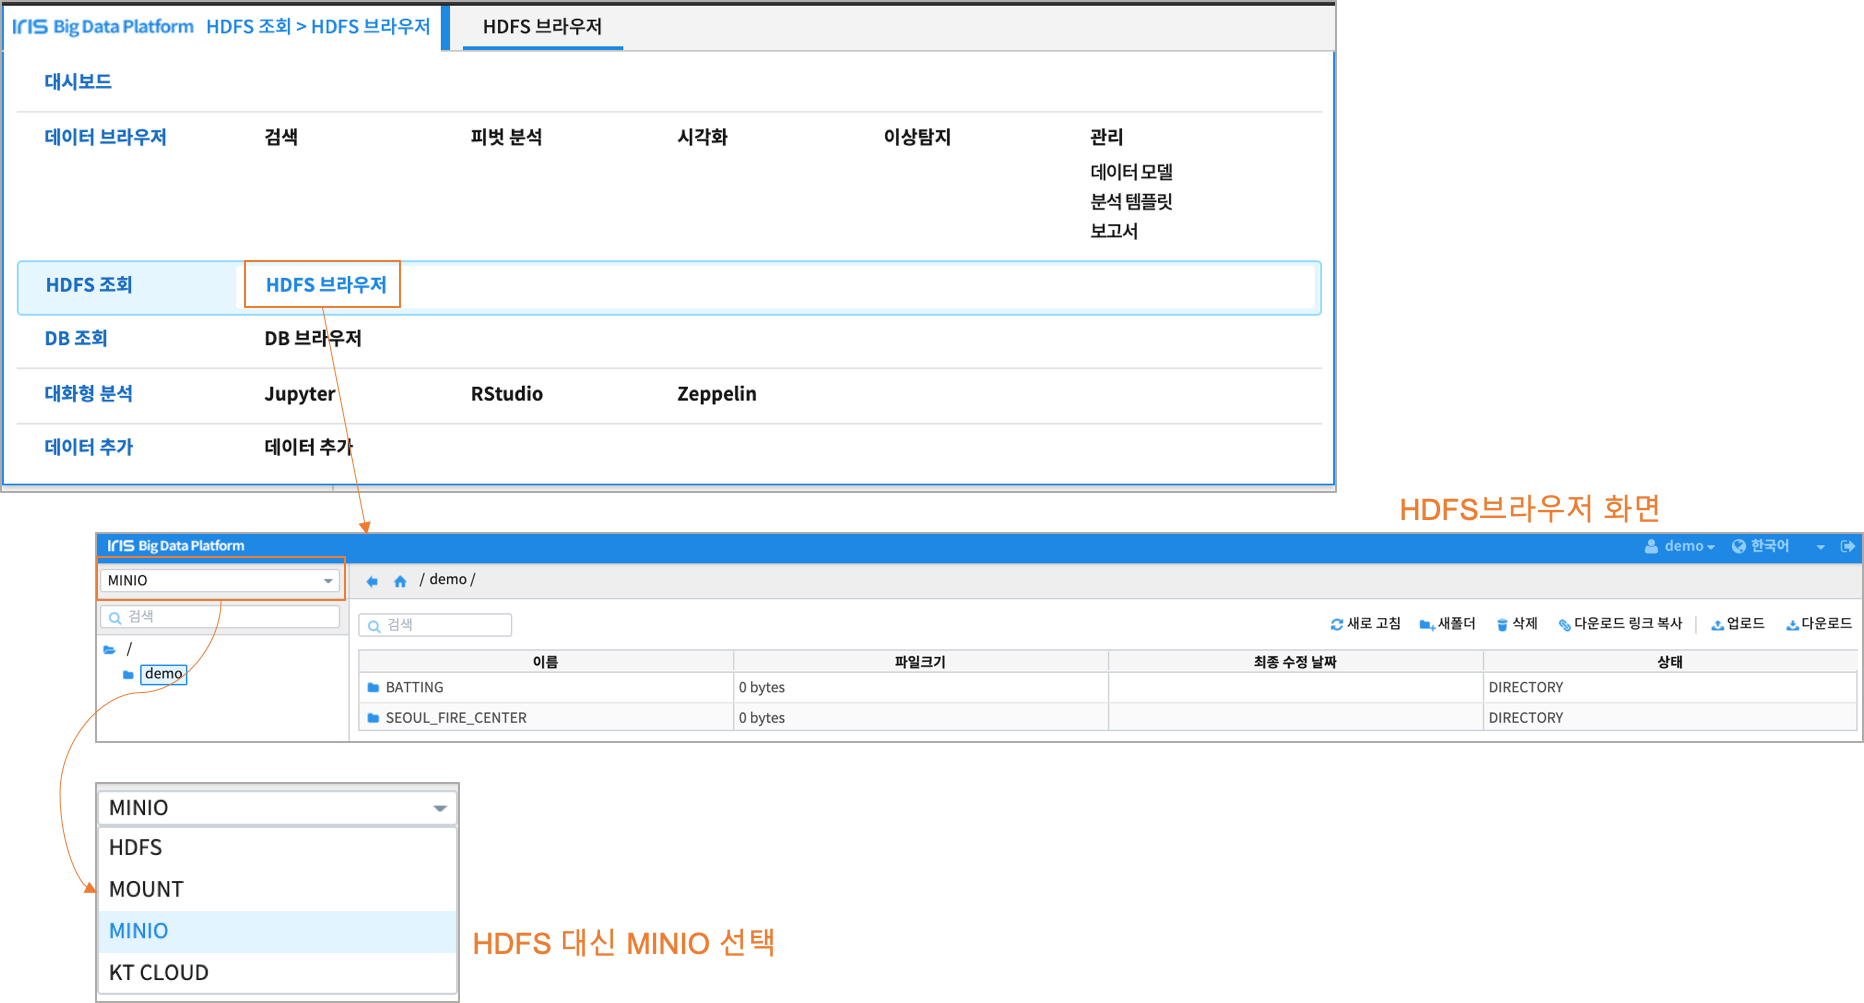 IRIS Big Data Platform HDFS 조회 > HDFS 브라우저 HDFS 브라우저
대시보드
데이터 브라우저 검색 피벗 분석 시각화 이상탐지 관리
데이터 모델
분석 템플릿
보고서
HDFS 조회 HDFS 브라우저
DB 조회 DB 브라우저
대화형 분석 Jupyter RStudio Zeppelin
데이터 추가 데이터 추가
HDFS브라우저 화면
IRIS Big Data Platform demo 한국어
MINIO / demo /
검색
검색 새로 고침 새폴더 삭제 다운로드 링크 복사 업로드 다운로드
/
demo
이름 파일크기 최종 수정 날짜 상태
BATTING 0 bytes DIRECTORY
SEOUL_FIRE_CENTER 0 bytes DIRECTORY
MINIO
HDFS
MOUNT
MINIO
KT CLOUD
HDFS 대신 MINIO 선택